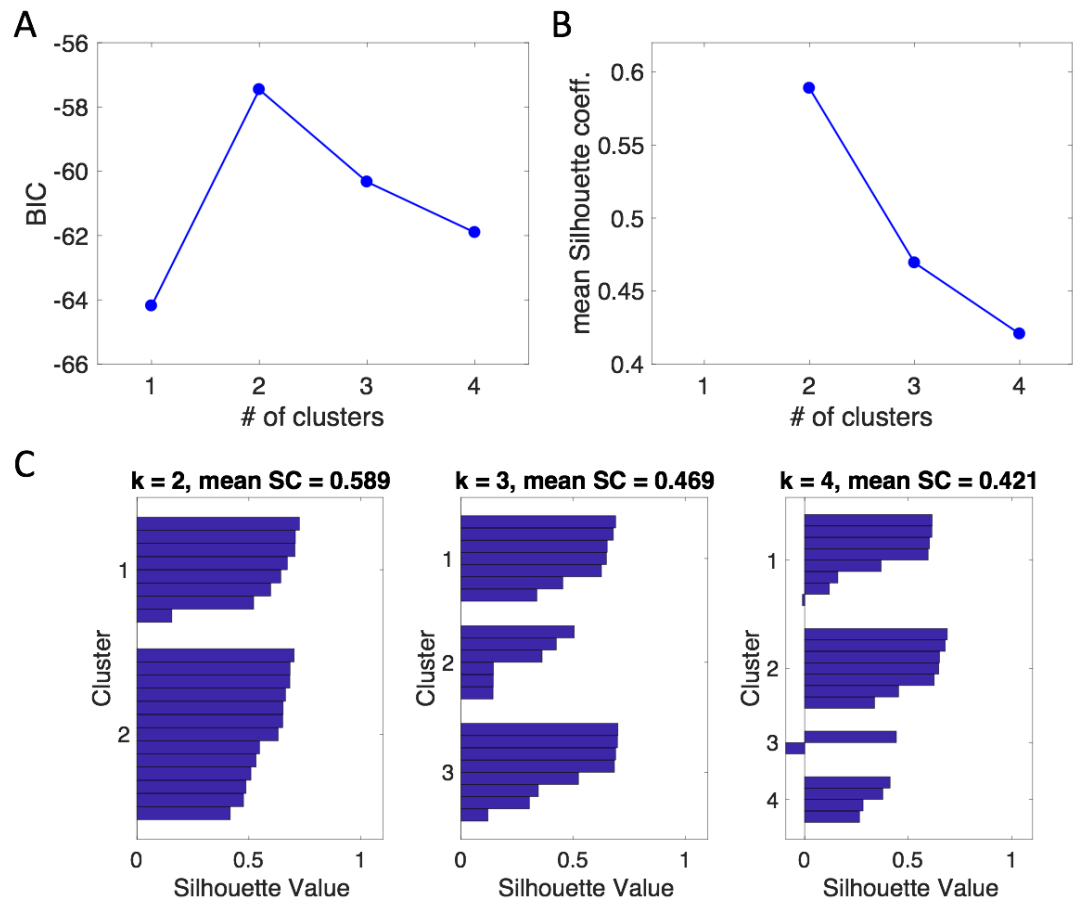 A
-56
-58
-60
-62
-64
-66
BIC
1 2 3 4
# of clusters
B
0.6
0.55
0.5
0.45
0.4
mean Silhouette coeff.
1 2 3 4
# of clusters
C
k = 2, mean SC = 0.589
1
2
Cluster
0 0.5 1
Silhouette Value
k = 3, mean SC = 0.469
1
2
3
Cluster
0 0.5 1
Silhouette Value
k = 4, mean SC = 0.421
1
2
3
4
Cluster
0 0.5 1
Silhouette Value